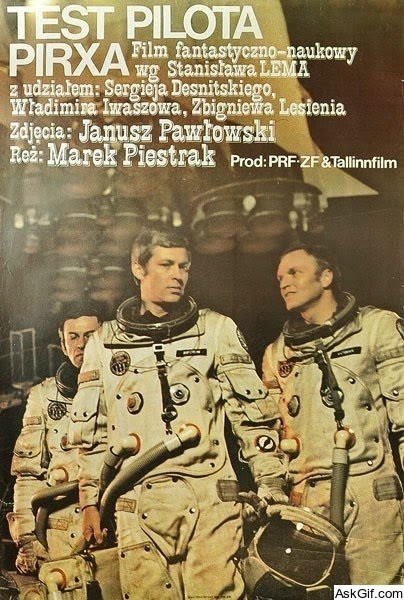 TEST PILOTA
PIRXA
Film fantastyczno-naukowy
wg Stanisława LEMA
z udziałem: Sergieja Desnitskiego,
Władimira Iwaszowa, Zbigniewa Lesienia
Zdjęcia: Janusz Pawłowski
Reż: Marek Piestrak
Prod: PRF-ZF & Tallinnfilm
AskGif.com